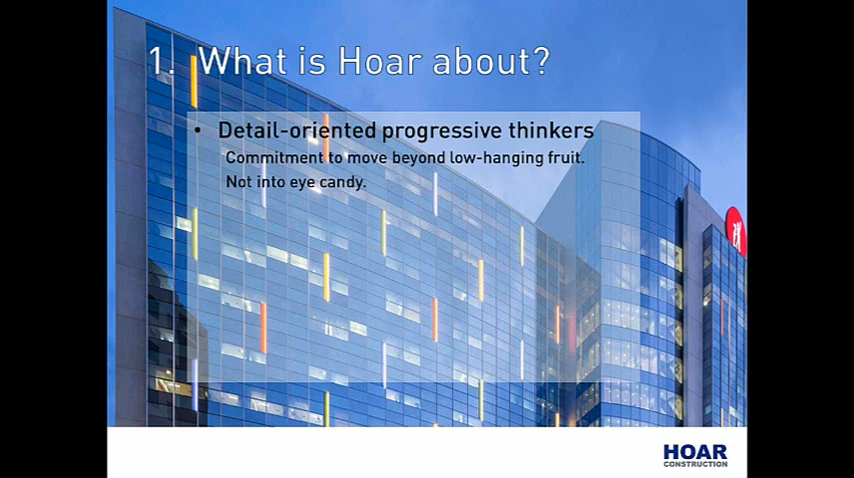 1. What is Hoar about?
• Detail-oriented progressive thinkers
Commitment to move beyond low-hanging fruit.
Not into eye candy.
HOAR
CONSTRUCTION